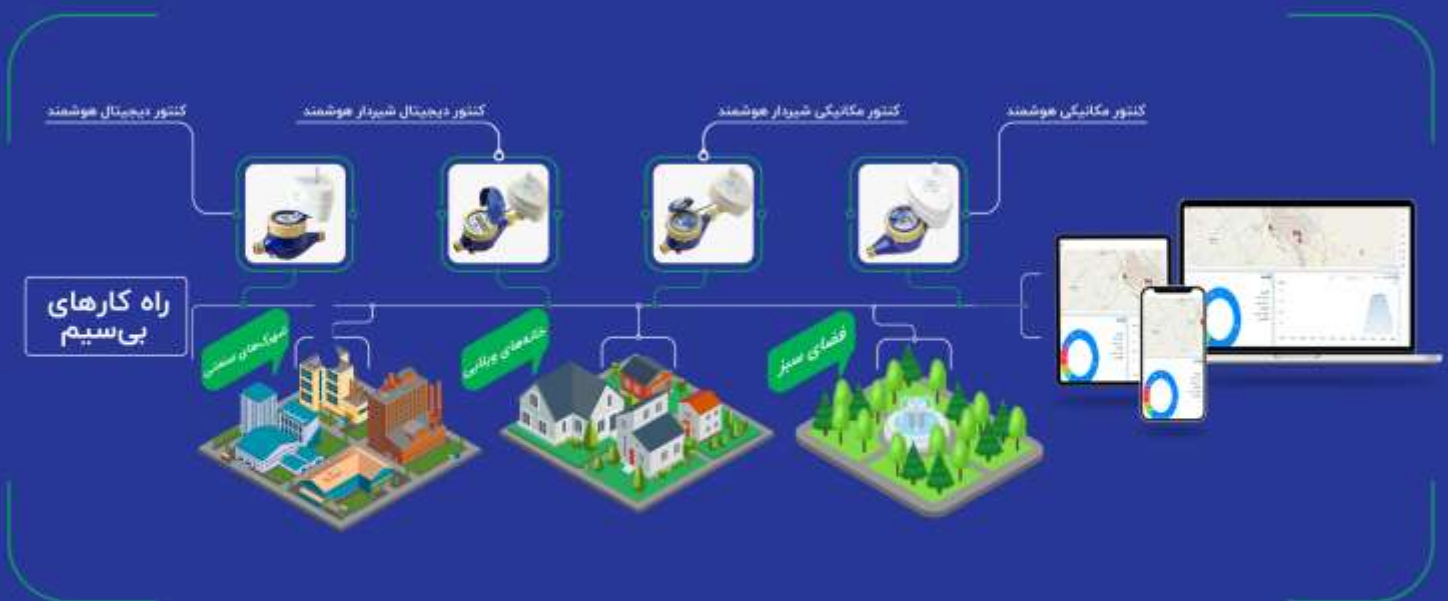 کنتور مکانیکی هوشمند
کنتور مکانیکی شیردار هوشمند
کنتور دیجیتال شیردار هوشمند
کنتور دیجیتال هوشمند
راه کارهای
بی‌سیم
فضای سبز
خانه‌های ویلایی
شهرک‌های صنعتی